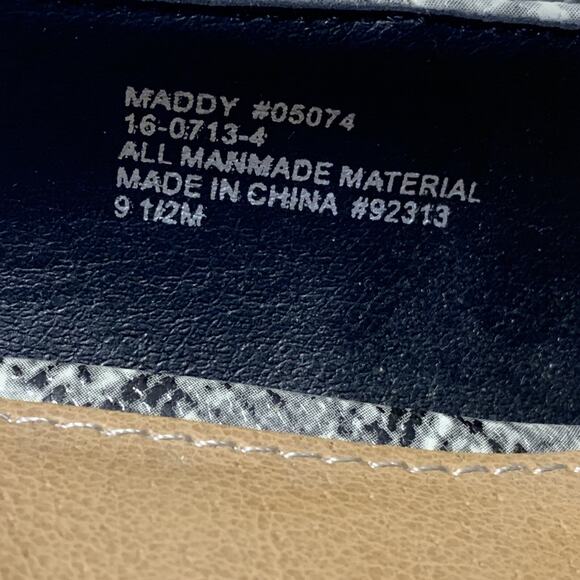 MADDY #05074
16-0713-4
ALL MANMADE MATERIAL
MADE IN CHINA #92313
9 1/2M